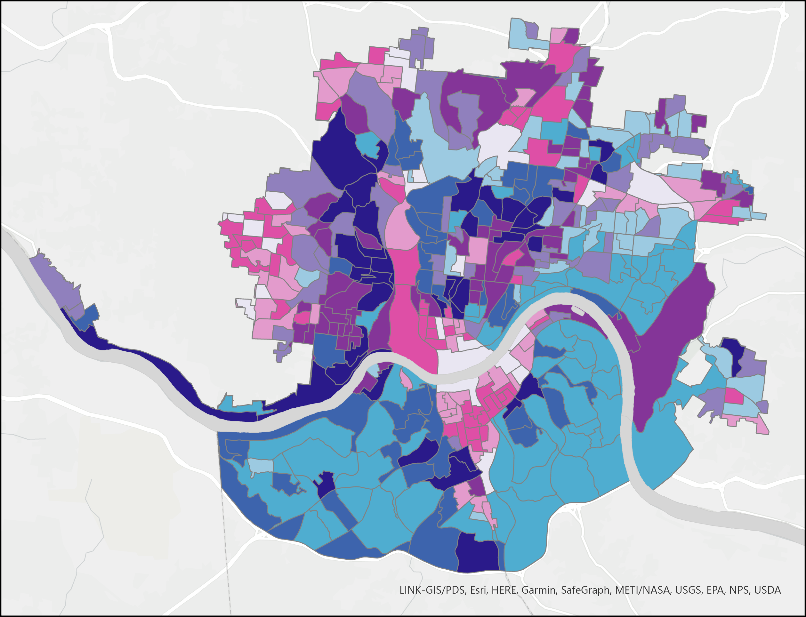 LINK-GIS/PDS, Esri, HERE, Garmin, SafeGraph, METI/NASA, USGS, EPA, NPS, USDA